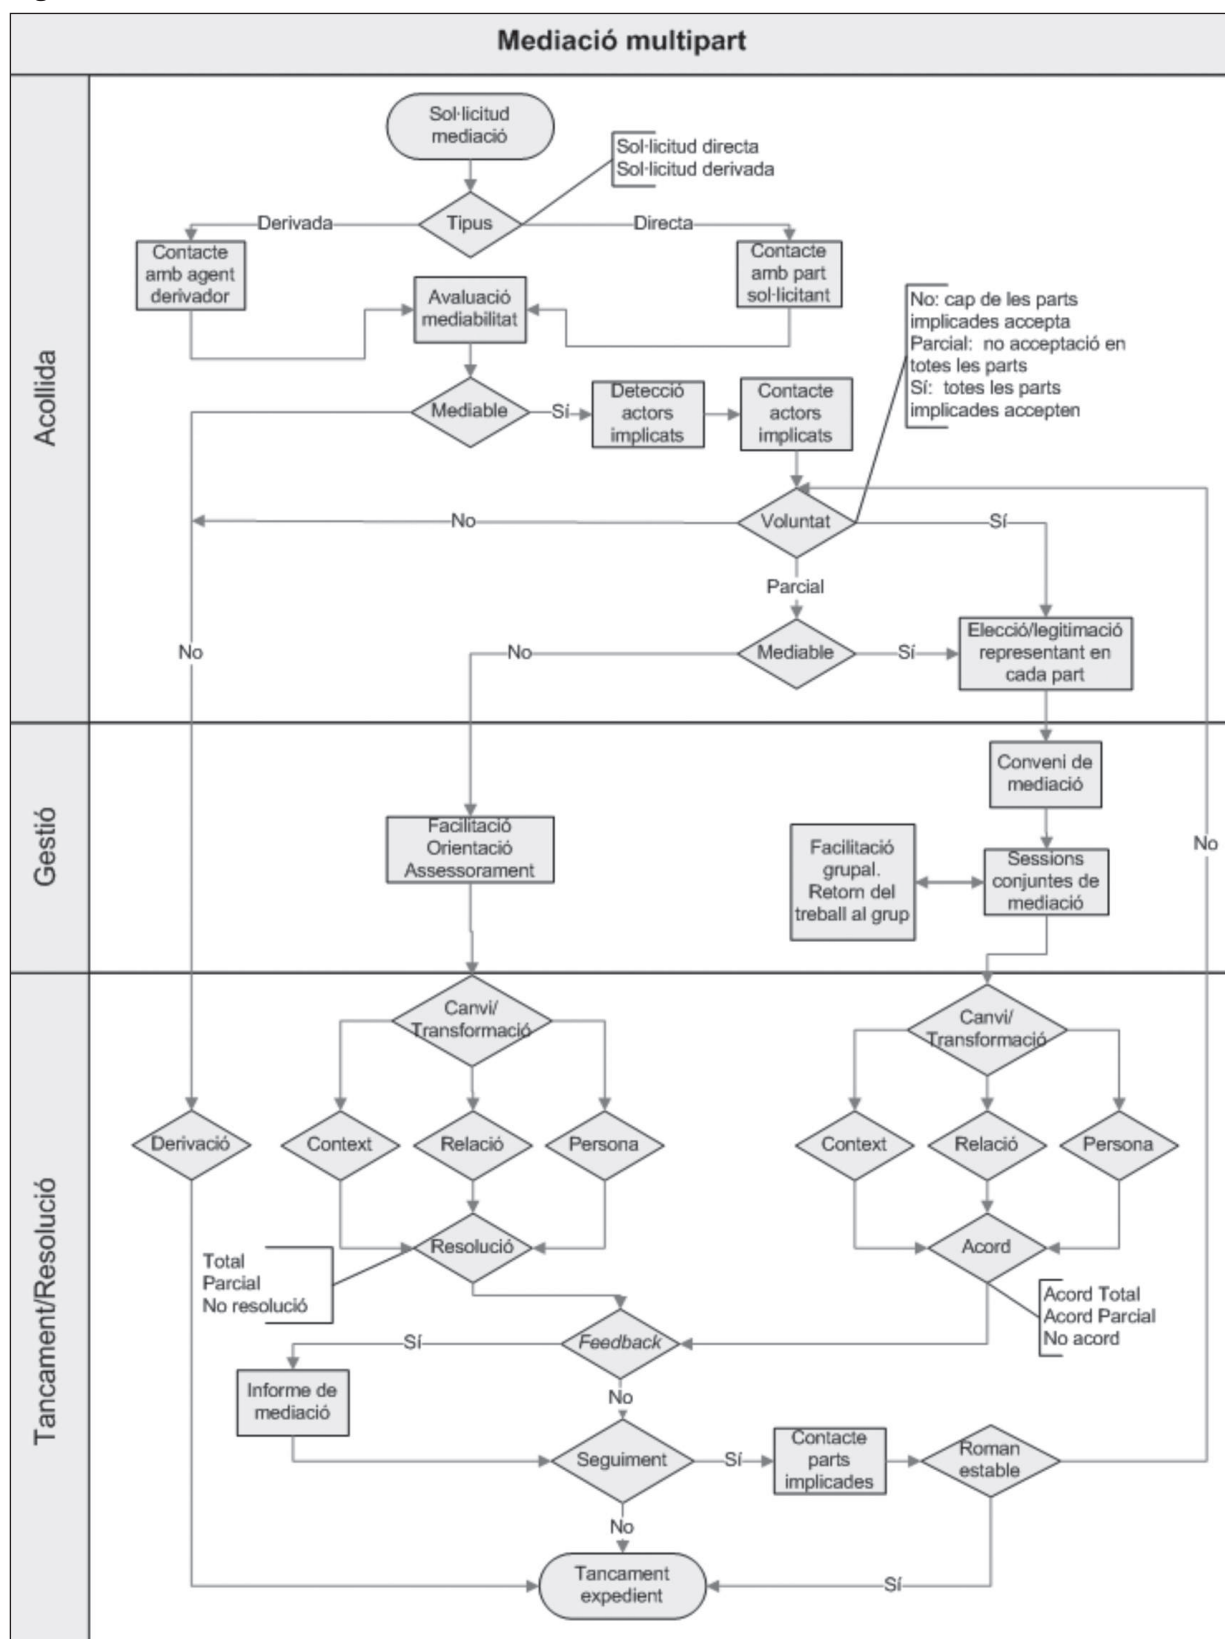 Mediació multipart
Acollida
Sol·licitud
mediació
Sol·licitud directa
Sol·licitud derivada
Derivada
Tipus
Directa
Contacte
amb agent
derivador
Contacte
amb part
sol·licitant
Avaluació
mediabilitat
No: cap de les parts
implicades accepta
Parcial: no acceptació en
totes les parts
Sí: totes les parts
implicades accepten
Mediable
Sí
Detecció
actors
implicats
Contacte
actors
implicats
No
Voluntat
Sí
Parcial
No
No
Mediable
Sí
Elecció/legitimació
representant en
cada part
Gestió
Conveni de
mediació
Facilitació
Orientació
Assessorament
Facilitació
grupal.
Retorn del
treball al grup
Sessions
conjuntes de
mediació
No
Tancament/Resolució
Canvi/
Transformació
Canvi/
Transformació
Derivació
Context
Relació
Persona
Context
Relació
Persona
Resolució
Acord
Total
Parcial
No resolució
Acord Total
Acord Parcial
No acord
Sí
Feedback
Informe de
mediació
No
Seguiment
Sí
Contacte
parts
implicades
Roman
estable
No
Tancament
expedient
Sí